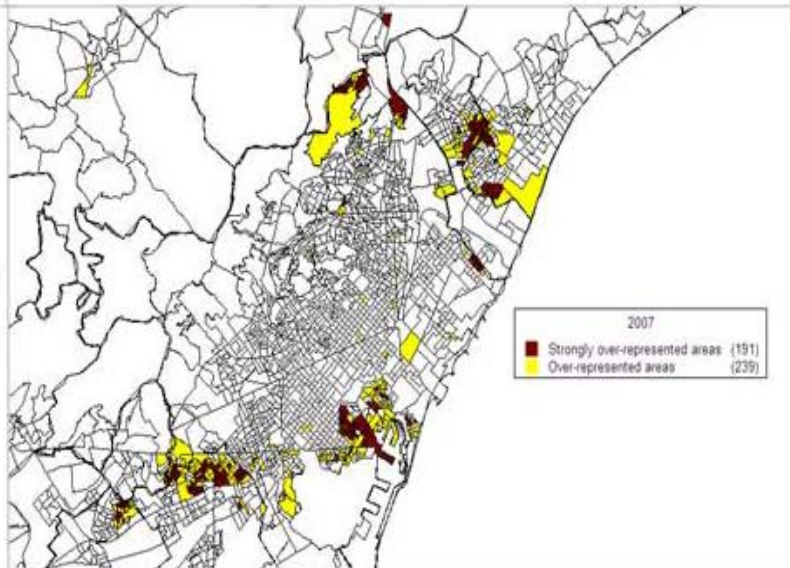 2007
Strongly over-represented areas (191)
Over-represented areas (239)